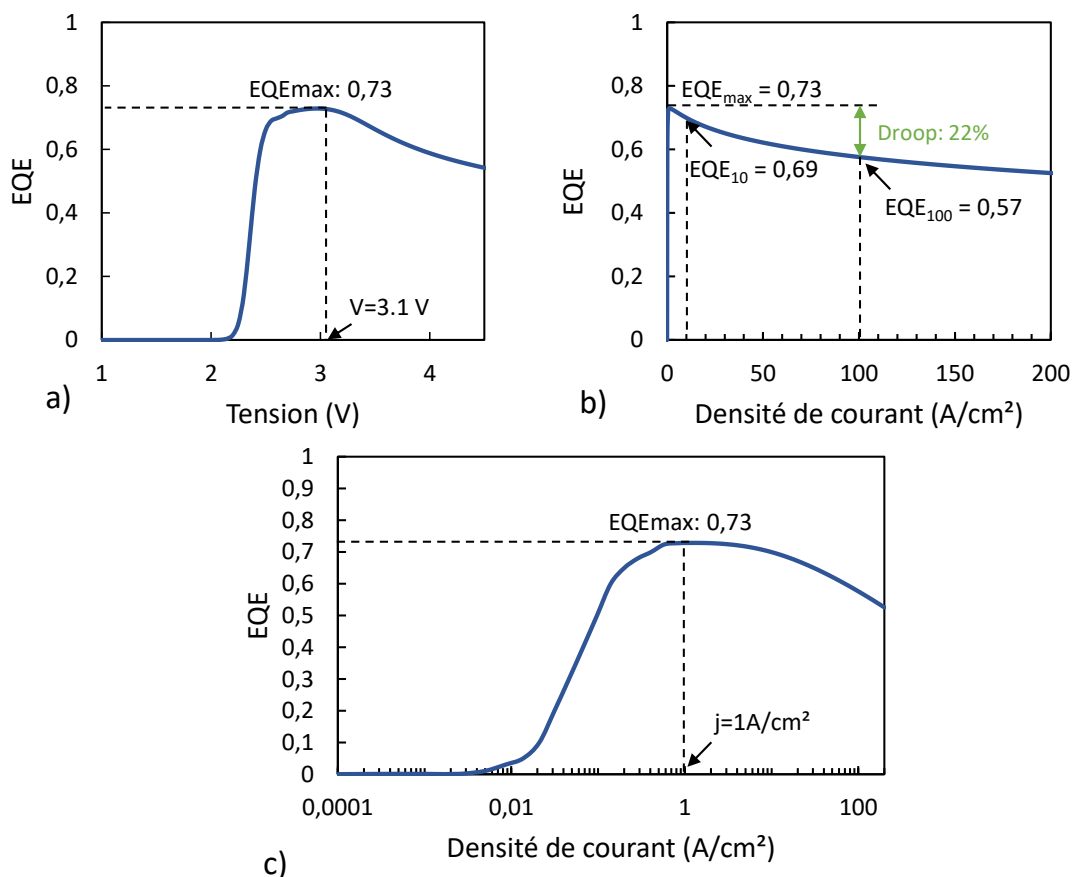 1
0,8
0,6
0,4
0,2
0
EQE
EQEmax: 0,73
V=3.1 V
1
2
3
4
Tension (V)
a)
1
0,8
0,6
0,4
0,2
0
EQE
EQEmax = 0,73
Droop: 22%
EQE10 = 0,69
EQE100 = 0,57
0
50
100
150
200
Densité de courant (A/cm²)
b)
1
0,9
0,8
0,7
0,6
0,5
0,4
0,3
0,2
0,1
0
EQE
EQEmax: 0,73
j=1A/cm²
0,0001
0,01
1
100
Densité de courant (A/cm²)
c)